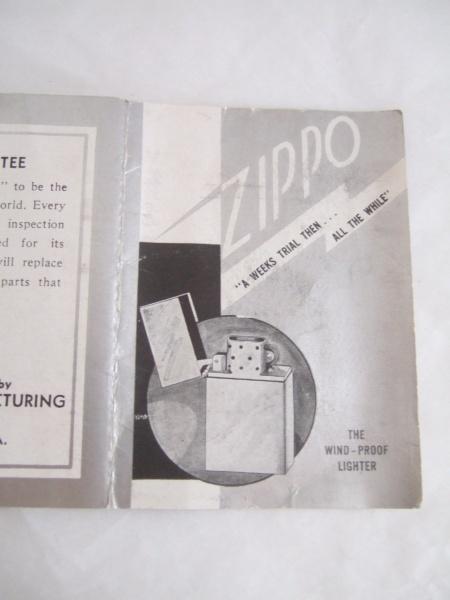 TEE
" to be the
orld. Every
inspection
ed for its
will replace
parts that
by
CTURING
A.
ZIPPO
"A WEEKS TRIAL THEN....
ALL THE WHILE"
THE
WIND-PROOF
LIGHTER